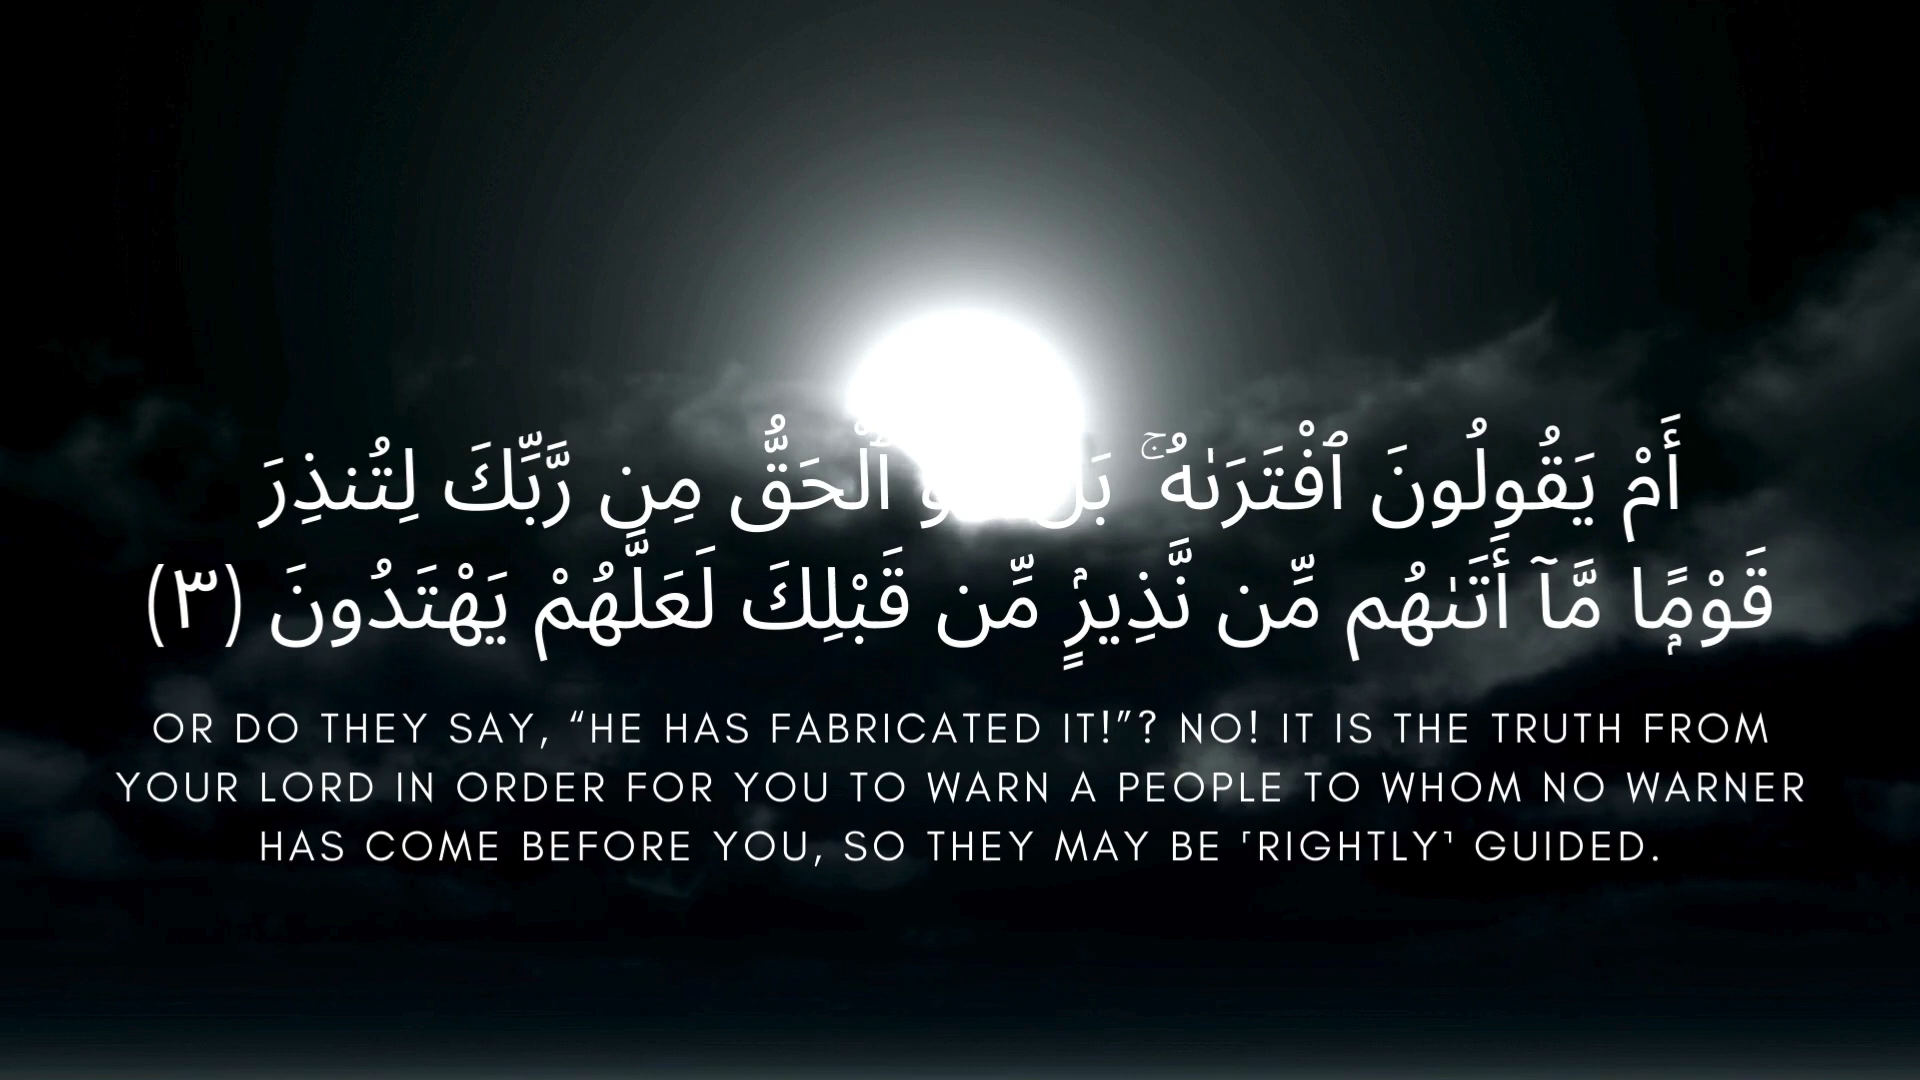 أَمْ يَقُولُونَ ٱفْتَرَىٰهُ ۚ بَلْ ٱلْحَقُّ مِن رَّبِّكَ لِتُنذِرَ
قَوْمًۭا مَّآ أَتَىٰهُم مِّن نَّذِيرٍۢ مِّن قَبْلِكَ لَعَلَّهُمْ يَهْتَدُونَ (٣)
OR DO THEY SAY, “HE HAS FABRICATED IT!”? NO! IT IS THE TRUTH FROM
YOUR LORD IN ORDER FOR YOU TO WARN A PEOPLE TO WHOM NO WARNER
HAS COME BEFORE YOU, SO THEY MAY BE ˹RIGHTLY˺ GUIDED.